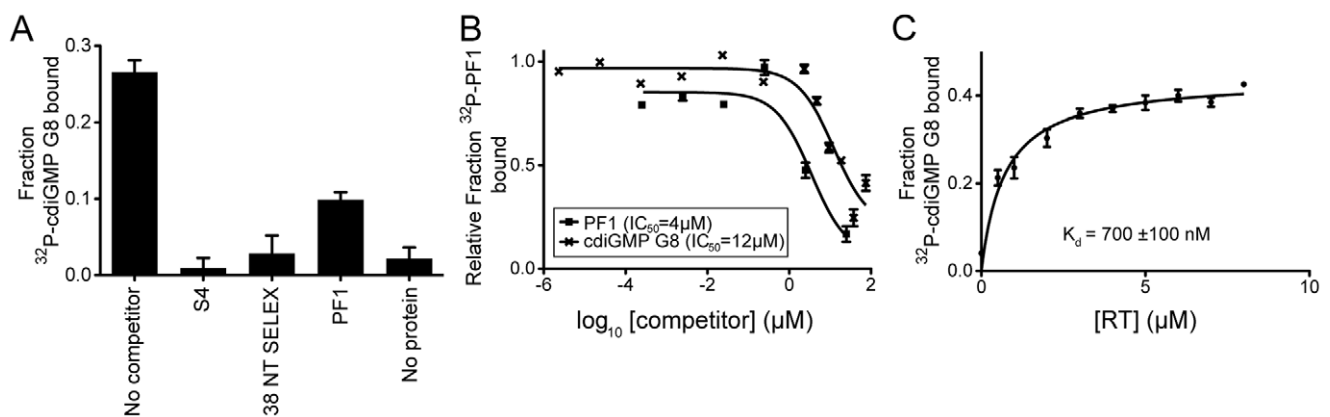 A
Fraction
³²P-cdiGMP G8 bound
0.3
0.2
0.1
0.0
No competitor
S4
38 NT SELEX
PF1
No protein
B
Relative Fraction ³²P-PF1
bound
1.0
0.5
0.0
-6
-4
-2
0
2
log₁₀ [competitor] (µM)
PF1 (IC₅₀=4µM)
cdiGMP G8 (IC₅₀=12µM)
C
Fraction
³²P-cdiGMP G8 bound
0.4
0.2
0.0
0
5
10
[RT] (µM)
K_d = 700 ±100 nM